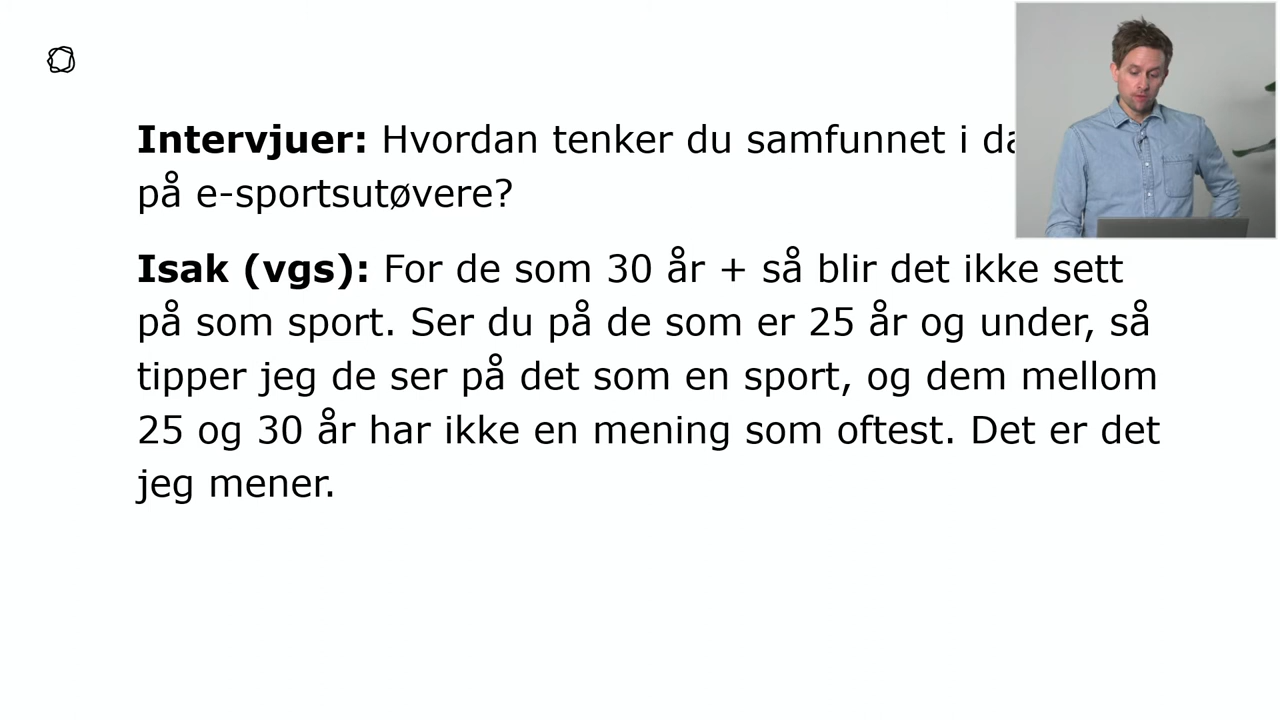 Intervjuer: Hvordan tenker du samfunnet i
på e-sportsutøvere?
Isak (vgs): For de som 30 år + så blir det ikke sett
på som sport. Ser du på de som er 25 år og under, så
tipper jeg de ser på det som en sport, og dem mellom
25 og 30 år har ikke en mening som oftest. Det er det
jeg mener.